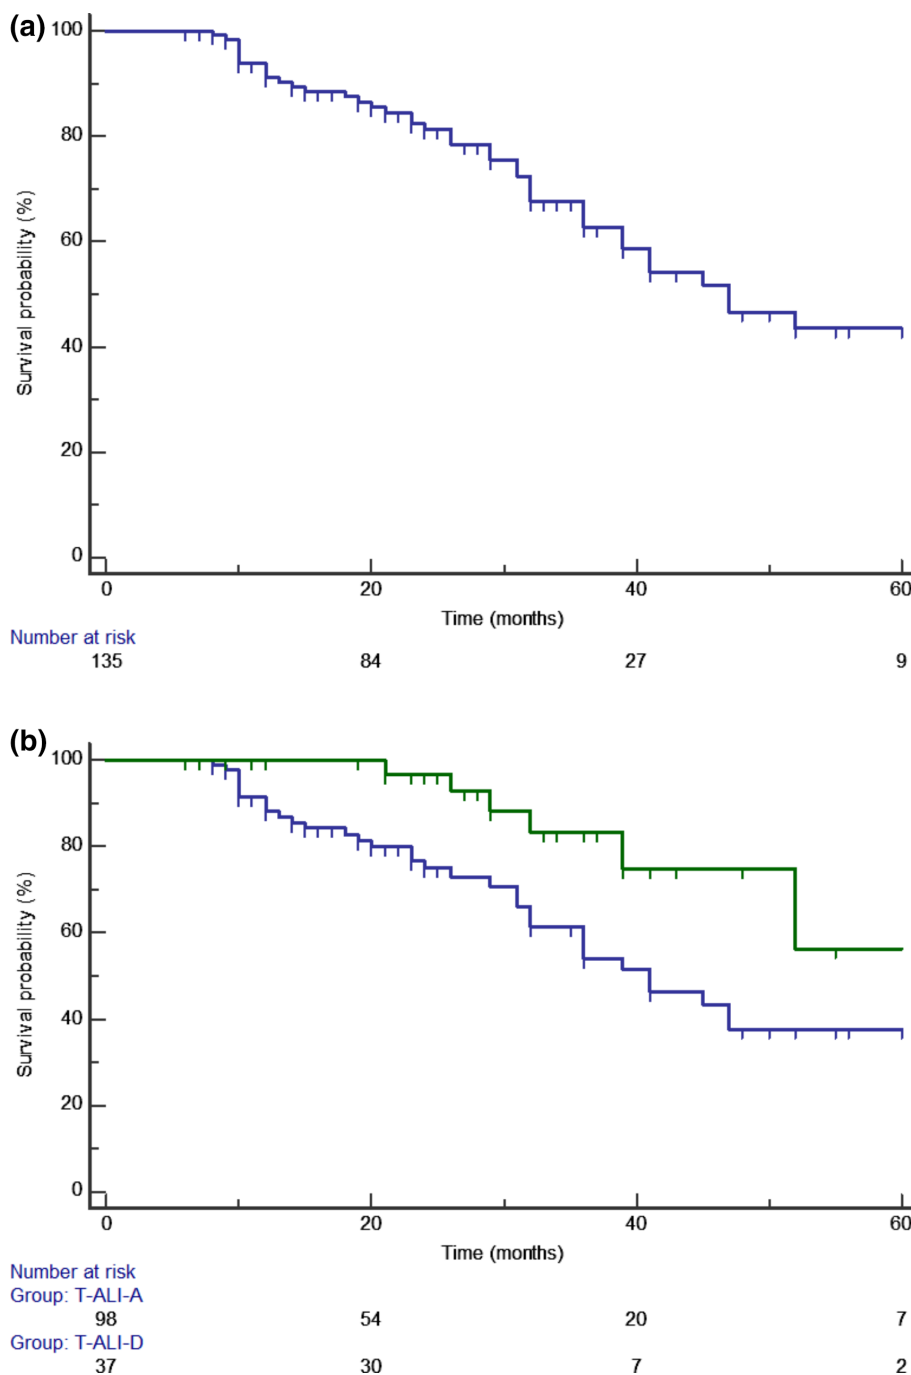 (a)
Survival probability (%)
100
80
60
40
20
0
0 20 40 60
Time (months)
Number at risk
135 84 27 9
(b)
Survival probability (%)
100
80
60
40
20
0
0 20 40 60
Time (months)
Number at risk
Group: T-ALI-A
98 54 20 7
Group: T-ALI-D
37 30 7 2